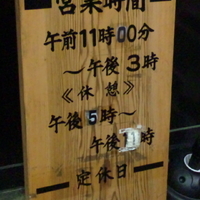 営業時間
午前11時00分
～午後3時
《休憩》
午後5時～
午後1 時
定休日